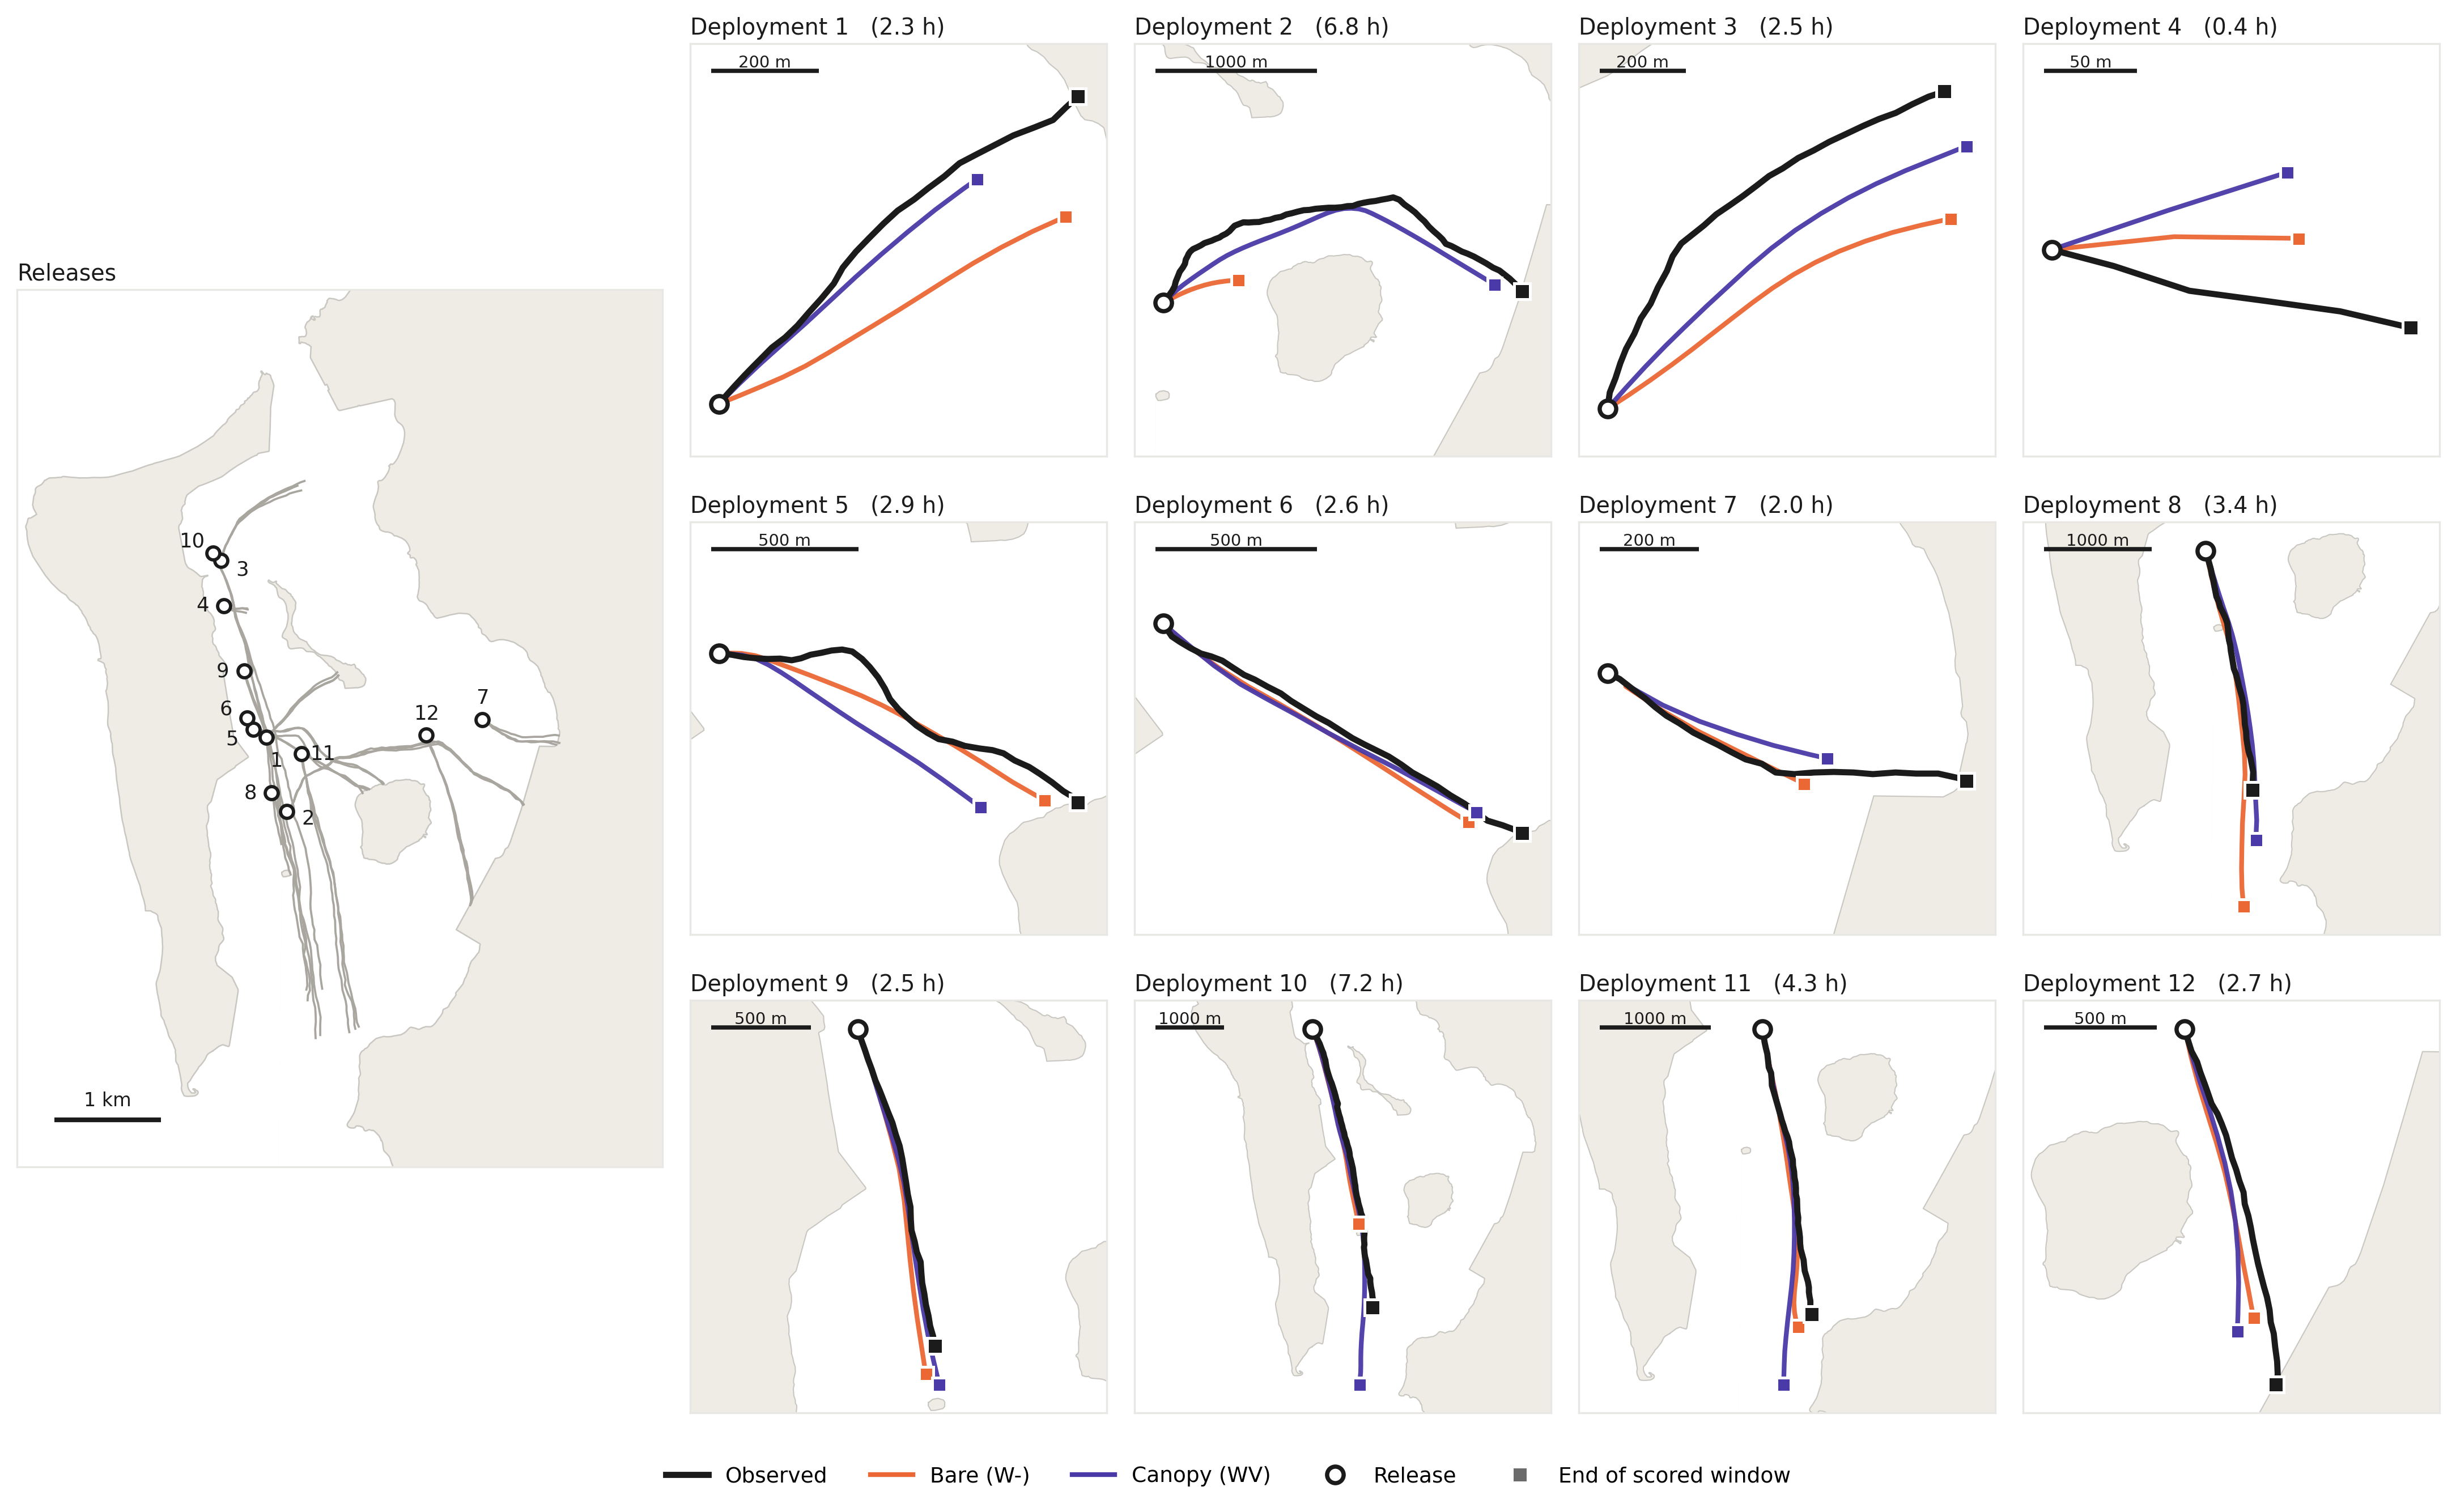 Deployment 1 (2.3 h)
200 m
Deployment 2 (6.8 h)
1000 m
Deployment 3 (2.5 h)
200 m
Deployment 4 (0.4 h)
50 m
Releases
10
3
4
9
6
5
1
11
12
7
8
2
1 km
Deployment 5 (2.9 h)
500 m
Deployment 6 (2.6 h)
500 m
Deployment 7 (2.0 h)
200 m
Deployment 8 (3.4 h)
1000 m
Deployment 9 (2.5 h)
500 m
Deployment 10 (7.2 h)
1000 m
Deployment 11 (4.3 h)
1000 m
Deployment 12 (2.7 h)
500 m
Observed Bare (W-) Canopy (WV) Release End of scored window